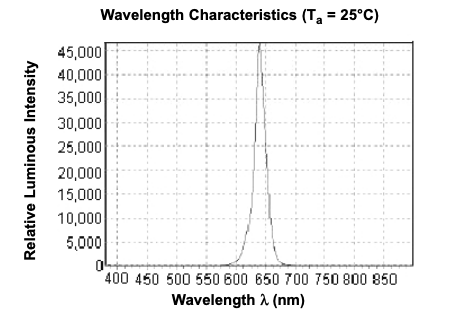 Wavelength Characteristics (Ta = 25°C)
Relative Luminous Intensity
45,000
40,000
35,000
30,000
25,000
20,000
15,000
10,000
5,000
0
400 450 500 550 600 650 700 750 800 850
Wavelength λ (nm)